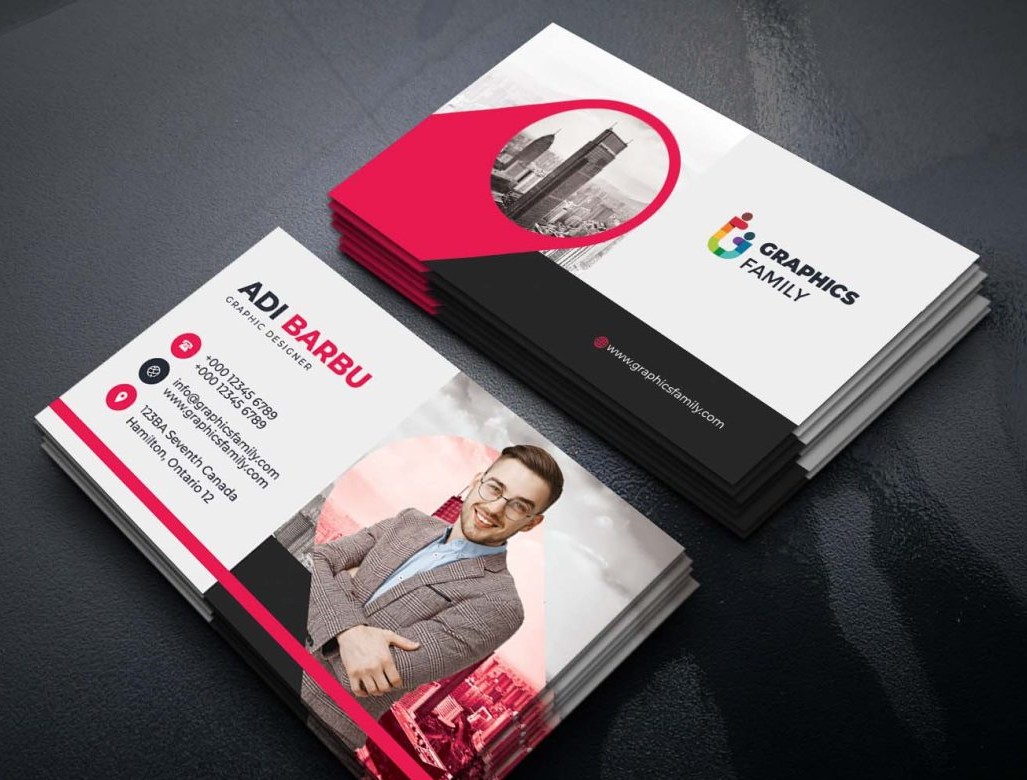 ADI BARBU
GRAPHIC DESIGNER
+000 12345 6789
+000 12345 6789
info@graphicsfamily.com
www.graphicsfamily.com
123BA Seventh Canada
Hamilton, Ontario 12
GRAPHICS
FAMILY
www.graphicsfamily.com